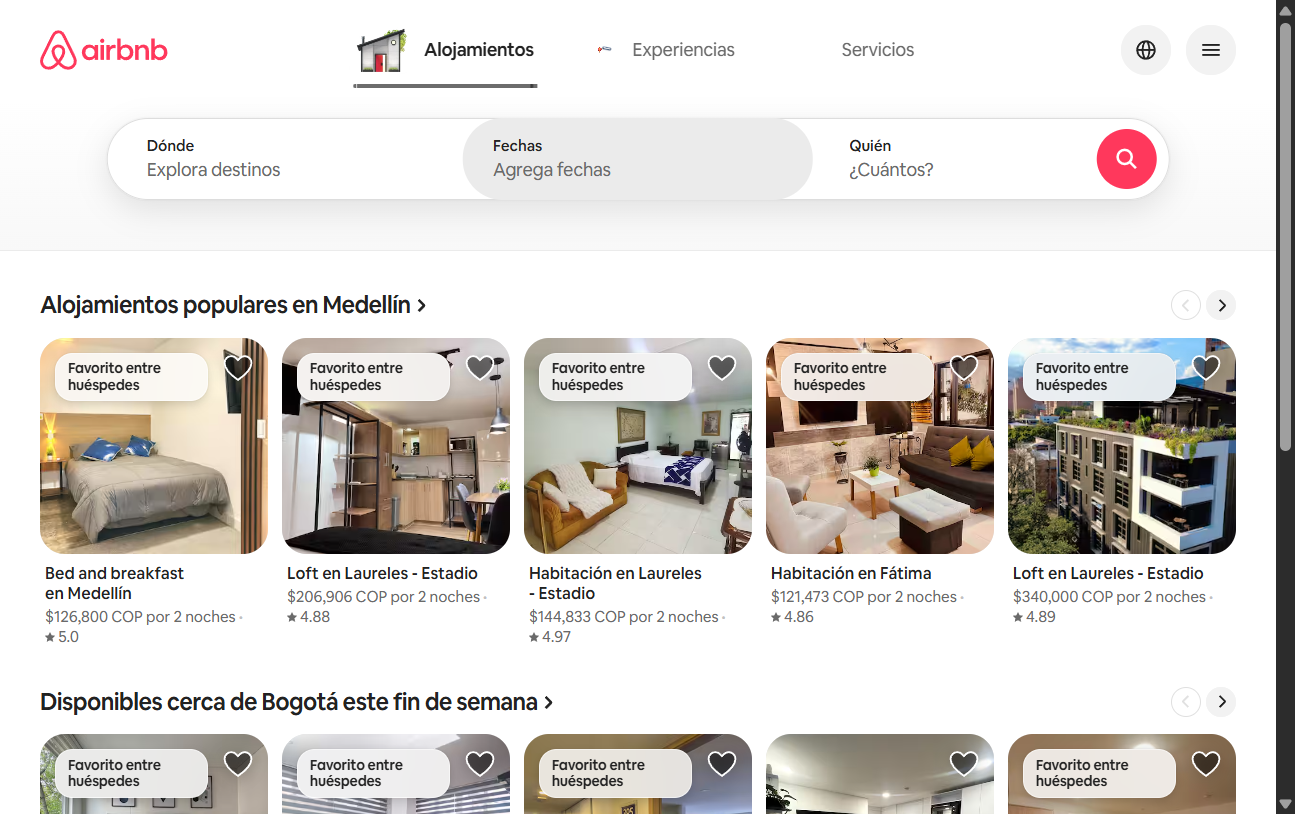 airbnb
Alojamientos
Experiencias
Servicios
Dónde
Explora destinos
Fechas
Agrega fechas
Quién
¿Cuántos?
Alojamientos populares en Medellín
Favorito entre
huéspedes
Favorito entre
huéspedes
Favorito entre
huéspedes
Favorito entre
huéspedes
Favorito entre
huéspedes
Bed and breakfast
en Medellín
$126,800 COP por 2 noches ·
★ 5.0
Loft en Laureles - Estadio
$206,906 COP por 2 noches ·
★ 4.88
Habitación en Laureles
- Estadio
$144,833 COP por 2 noches ·
★ 4.97
Habitación en Fátima
$121,473 COP por 2 noches ·
★ 4.86
Loft en Laureles - Estadio
$340,000 COP por 2 noches ·
★ 4.89
Disponibles cerca de Bogotá este fin de semana
Favorito entre
huéspedes
Favorito entre
huéspedes
Favorito entre
huéspedes
Favorito entre
huéspedes